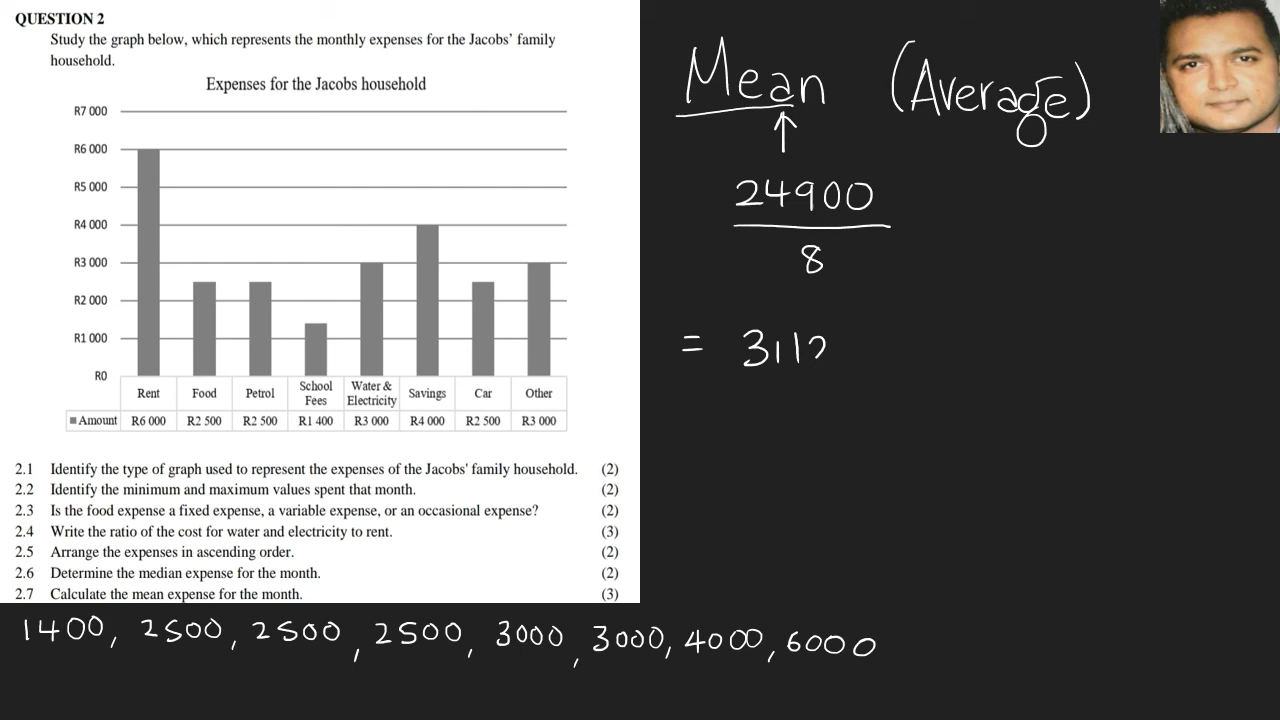 QUESTION 2
Study the graph below, which represents the monthly expenses for the Jacobs’ family
household.
Expenses for the Jacobs household
R7 000
R6 000
R5 000
R4 000
R3 000
R2 000
R1 000
R0
Rent Food Petrol School Fees Water & Electricity Savings Car Other
Amount R6 000 R2 500 R2 500 R1 400 R3 000 R4 000 R2 500 R3 000
2.1 Identify the type of graph used to represent the expenses of the Jacobs' family household. (2)
2.2 Identify the minimum and maximum values spent that month. (2)
2.3 Is the food expense a fixed expense, a variable expense, or an occasional expense? (2)
2.4 Write the ratio of the cost for water and electricity to rent. (3)
2.5 Arrange the expenses in ascending order. (2)
2.6 Determine the median expense for the month. (2)
2.7 Calculate the mean expense for the month. (3)
1400, 2500, 2500, 2500, 3000, 3000, 4000, 6000
Mean (Average)
24900
8
= 3112